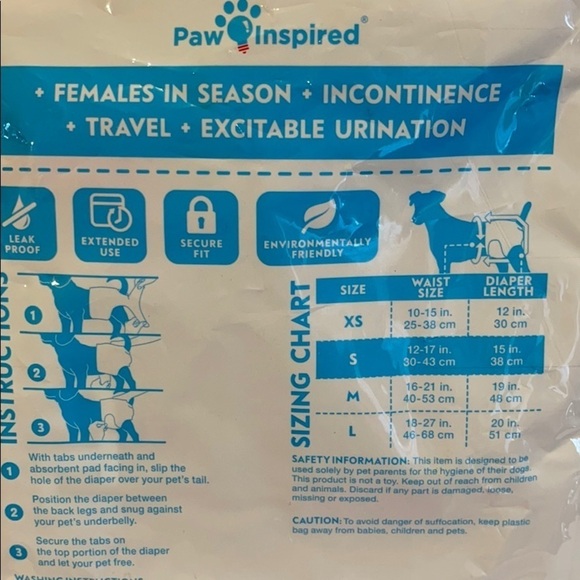 Paw Inspired®
+ FEMALES IN SEASON + INCONTINENCE
+ TRAVEL + EXCITABLE URINATION
LEAK
PROOF
EXTENDED
USE
SECURE
FIT
ENVIRONMENTALLY
FRIENDLY
INSTRUCTIONS
1
2
3
1 With tabs underneath and
absorbent pad facing in, slip the
hole of the diaper over your pet's tail.
2 Position the diaper between
the back legs and snug against
your pet's underbelly.
3 Secure the tabs on
the top portion of the diaper
and let your pet free.
WASHING INSTRUCTIONS
SIZING CHART
SIZE WAIST SIZE DIAPER LENGTH
XS 10-15 in. 12 in.
25-38 cm 30 cm
S 12-17 in. 15 in.
30-43 cm 38 cm
M 16-21 in. 19 in.
40-53 cm 48 cm
L 18-27 in. 20 in.
46-68 cm 51 cm
SAFETY INFORMATION: This item is designed to be
used solely by pet parents for the hygiene of their dogs.
This product is not a toy. Keep out of reach from children
and animals. Discard if any part is damaged, loose,
missing or exposed.
CAUTION: To avoid danger of suffocation, keep plastic
bag away from babies, children and pets.